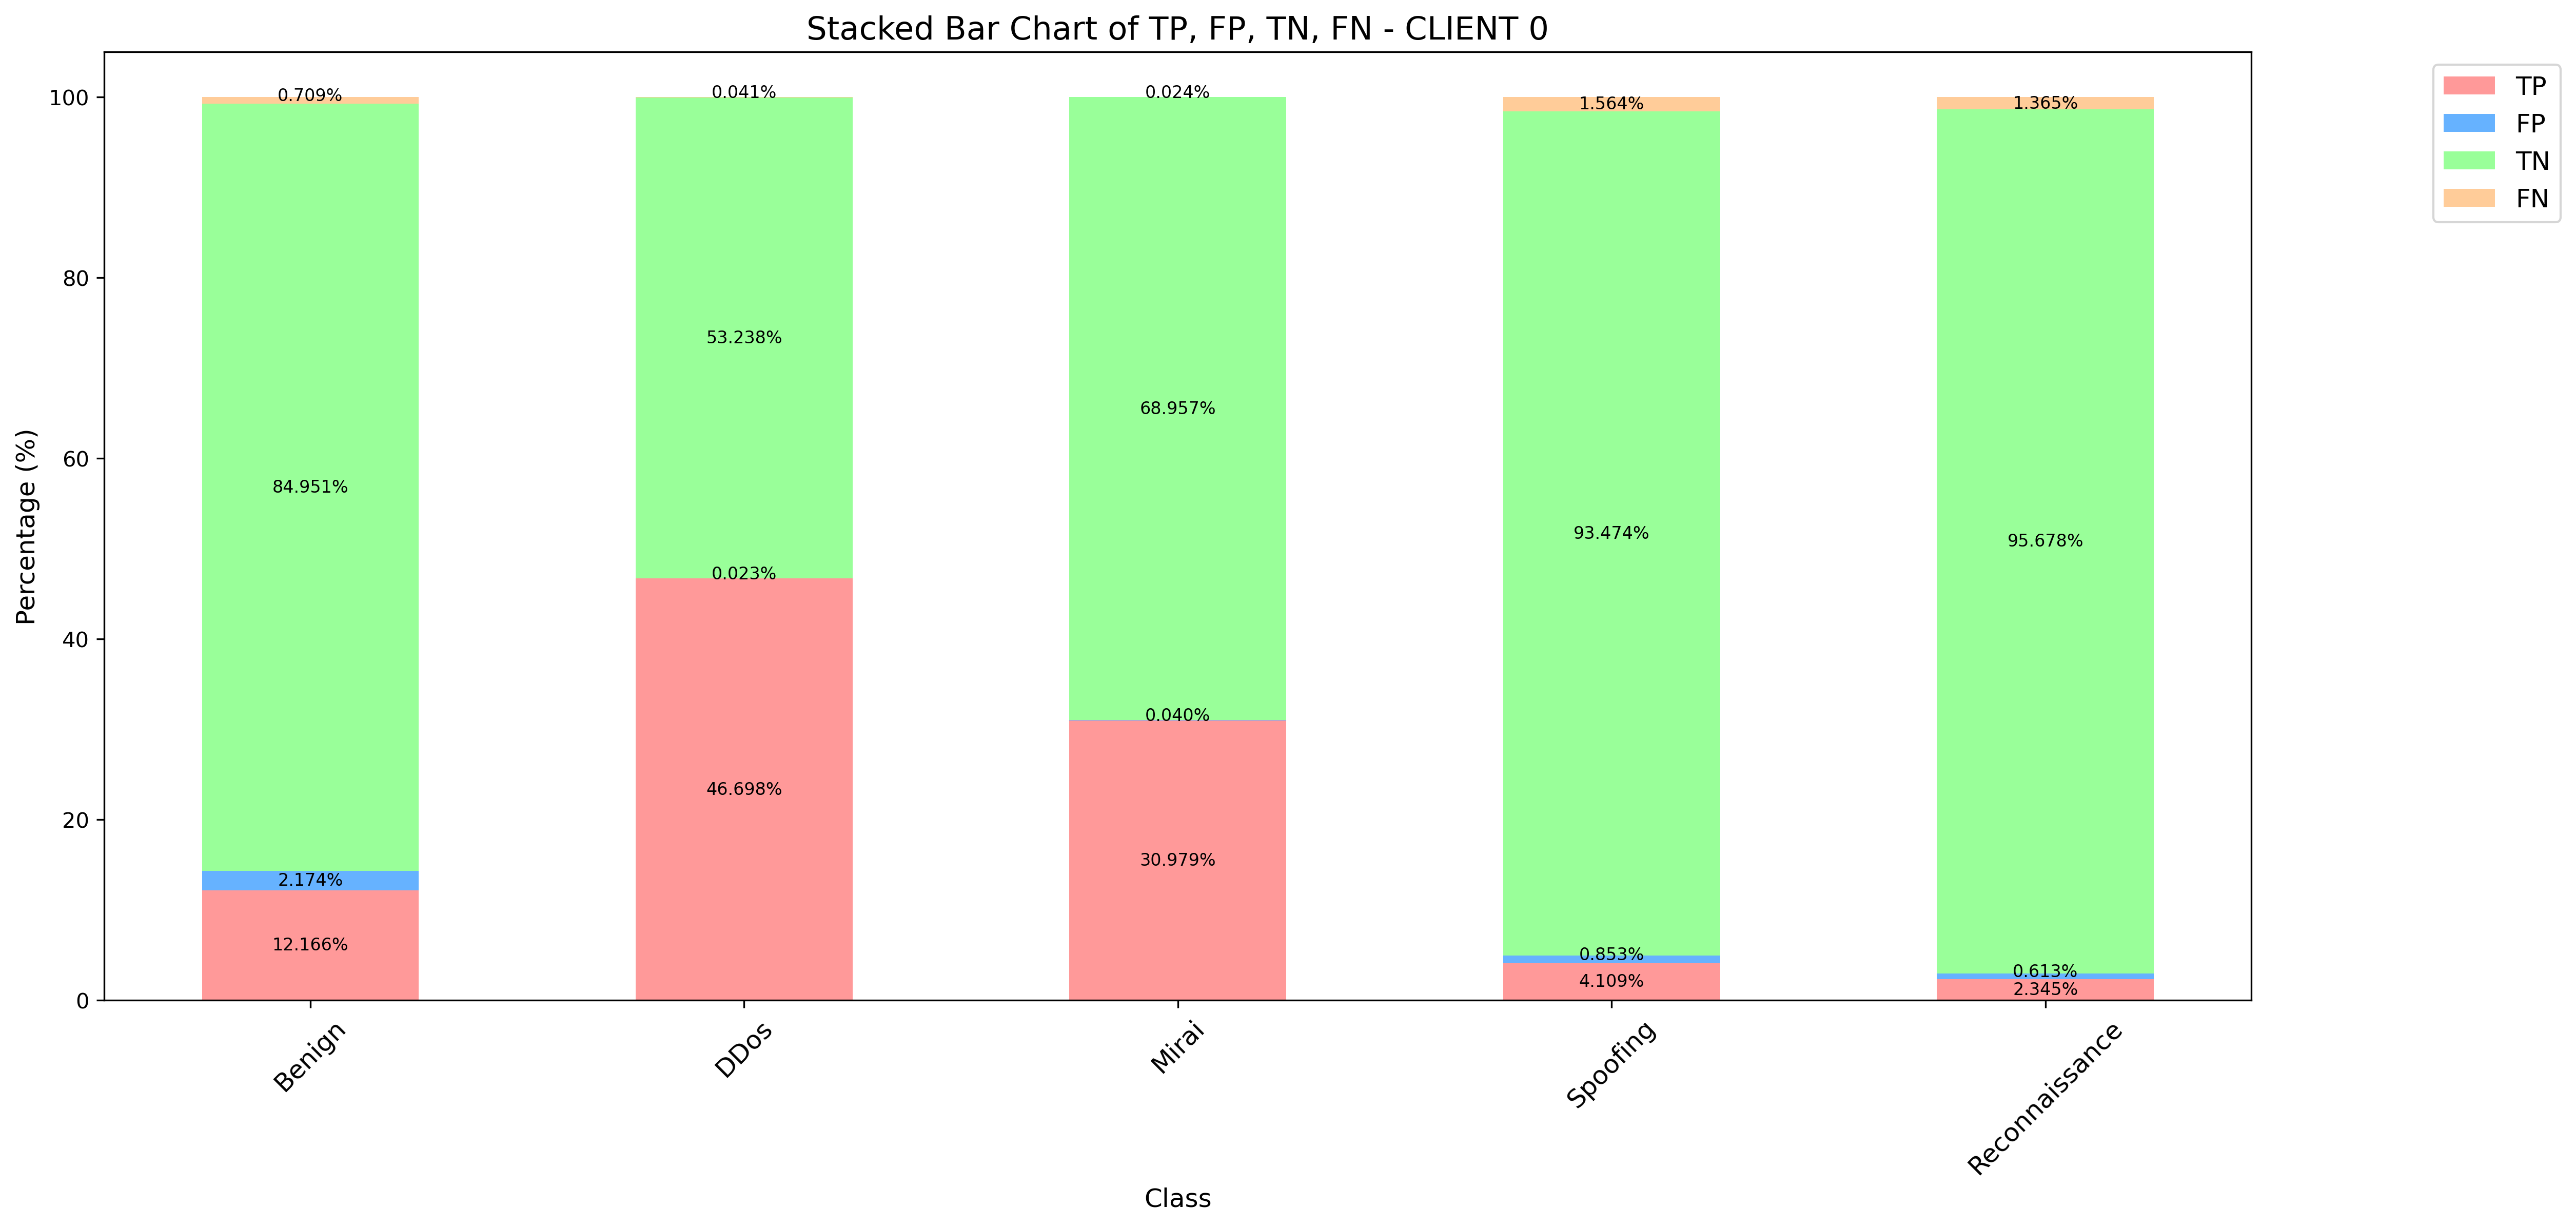 Stacked Bar Chart of TP, FP, TN, FN - CLIENT 0
TP
FP
TN
FN
Percentage (%)
100
80
60
40
20
0
0.709%
84.951%
2.174%
12.166%
0.041%
53.238%
0.023%
46.698%
0.024%
68.957%
0.040%
30.979%
1.564%
93.474%
0.853%
4.109%
1.365%
95.678%
0.613%
2.345%
Benign
DDos
Mirai
Spoofing
Reconnaissance
Class